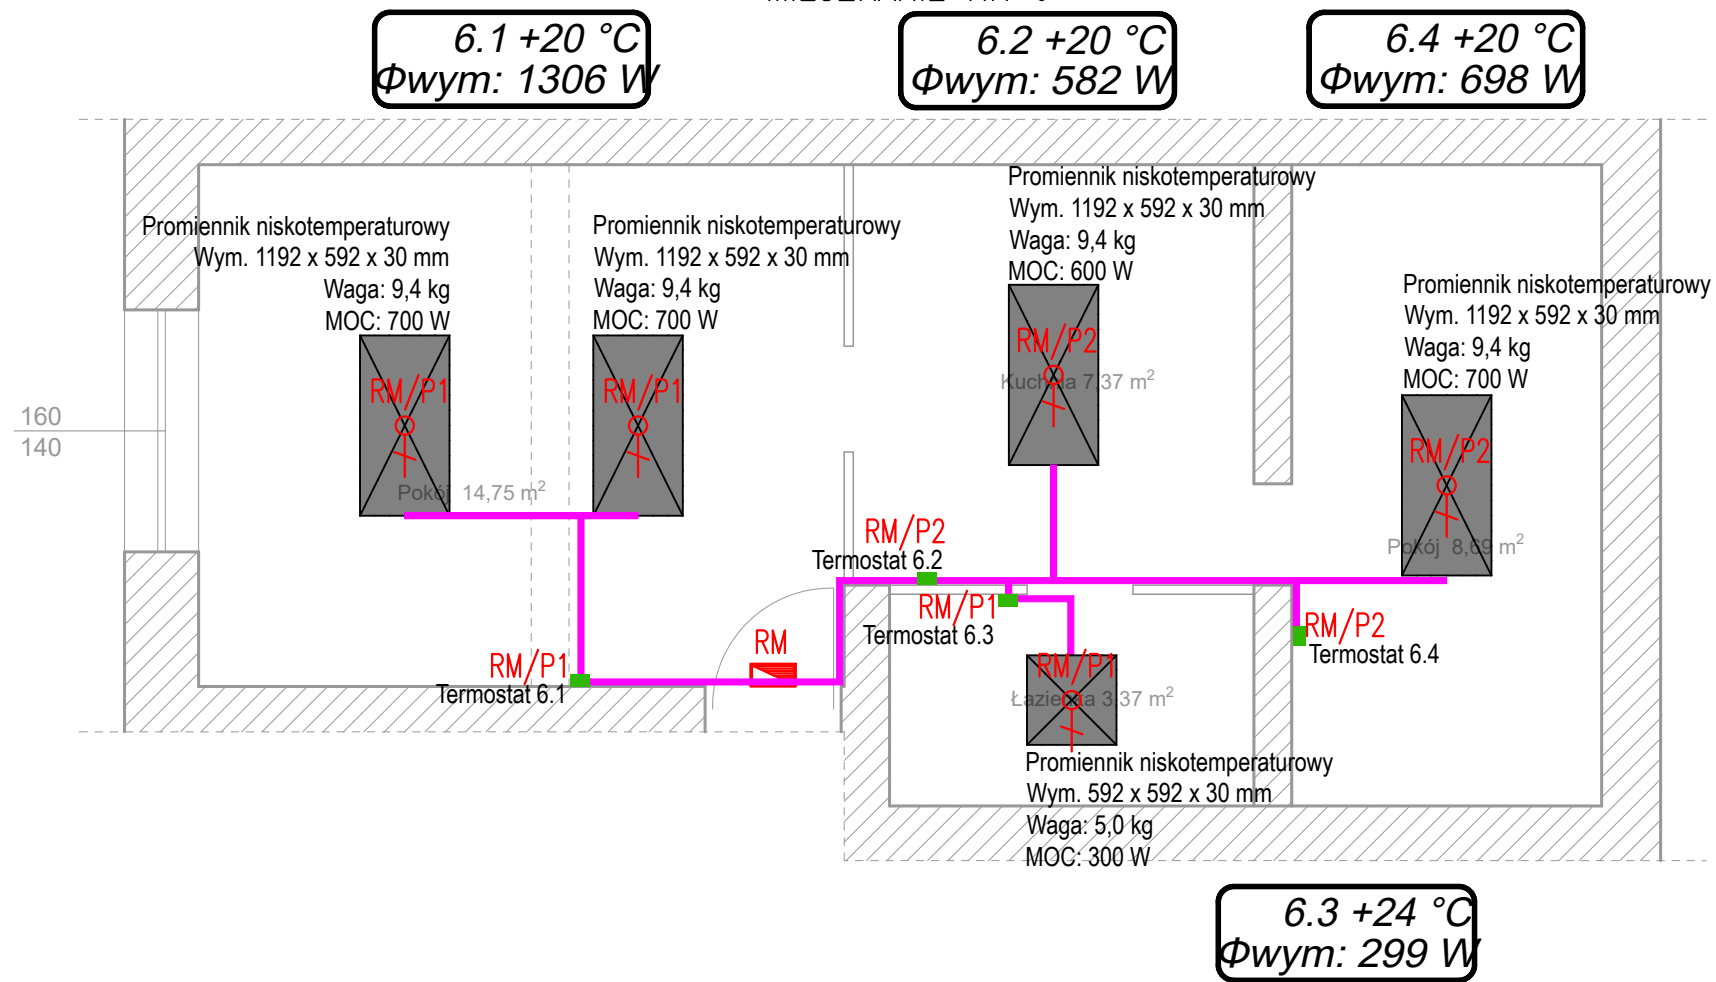 6.1 +20 °C
Φwym: 1306 W
6.2 +20 °C
Φwym: 582 W
6.4 +20 °C
Φwym: 698 W
Promiennik niskotemperaturowy
Wym. 1192 x 592 x 30 mm
Waga: 9,4 kg
MOC: 700 W
RM/P1
Promiennik niskotemperaturowy
Wym. 1192 x 592 x 30 mm
Waga: 9,4 kg
MOC: 700 W
RM/P1
Pokój 14,75 m²
160
140
Promiennik niskotemperaturowy
Wym. 1192 x 592 x 30 mm
Waga: 9,4 kg
MOC: 600 W
RM/P2
Kuchnia 7,37 m²
Promiennik niskotemperaturowy
Wym. 1192 x 592 x 30 mm
Waga: 9,4 kg
MOC: 700 W
RM/P2
Pokój 8,69 m²
RM/P2
Termostat 6.2
RM/P1
Termostat 6.3
RM/P2
Termostat 6.4
RM
RM/P1
Termostat 6.1
RM/P1
Łazienka 3,37 m²
Promiennik niskotemperaturowy
Wym. 592 x 592 x 30 mm
Waga: 5,0 kg
MOC: 300 W
6.3 +24 °C
Φwym: 299 W